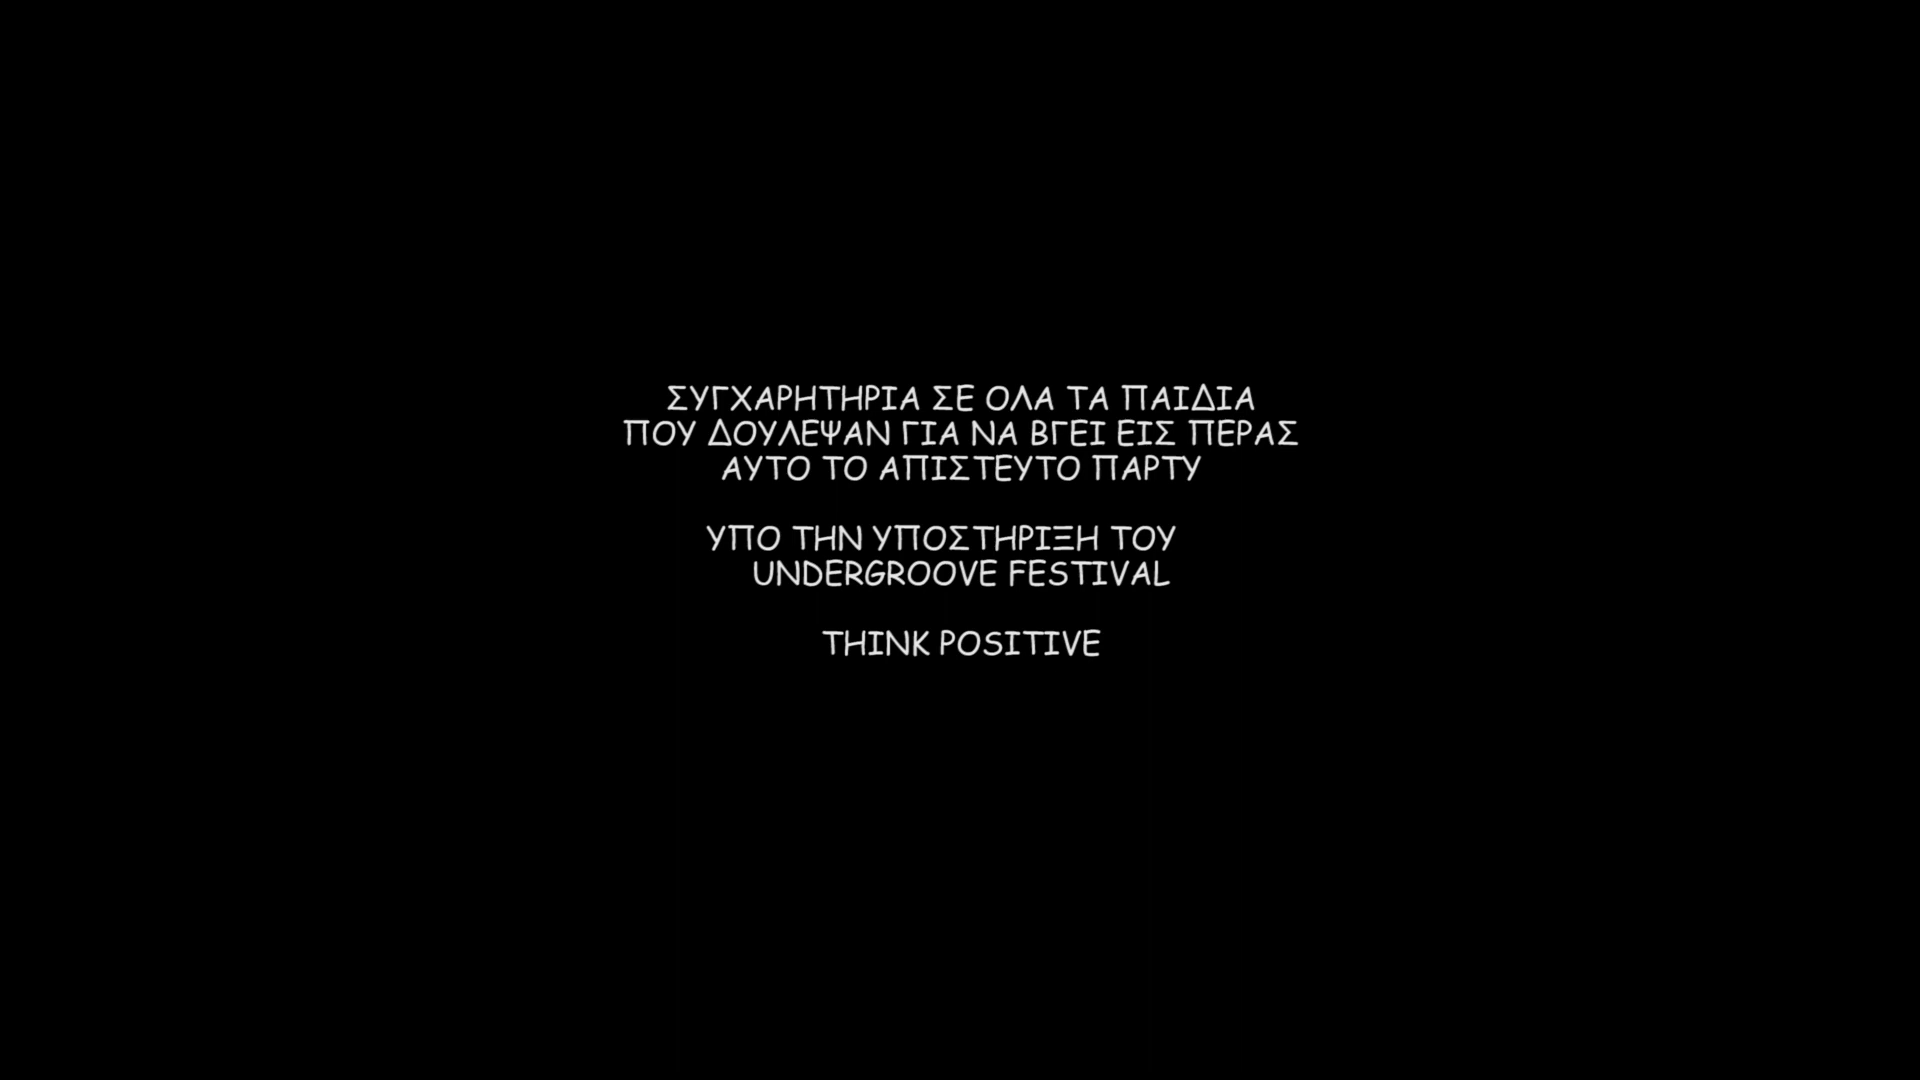 ΣΥΓΧΑΡΗΤΗΡΙΑ ΣΕ ΟΛΑ ΤΑ ΠΑΙΔΙΑ
ΠΟΥ ΔΟΥΛΕΨΑΝ ΓΙΑ ΝΑ ΒΓΕΙ ΕΙΣ ΠΕΡΑΣ
ΑΥΤΟ ΤΟ ΑΠΙΣΤΕΥΤΟ ΠΑΡΤΥ
ΥΠΟ ΤΗΝ ΥΠΟΣΤΗΡΙΞΗ ΤΟΥ
UNDERGROOVE FESTIVAL
THINK POSITIVE